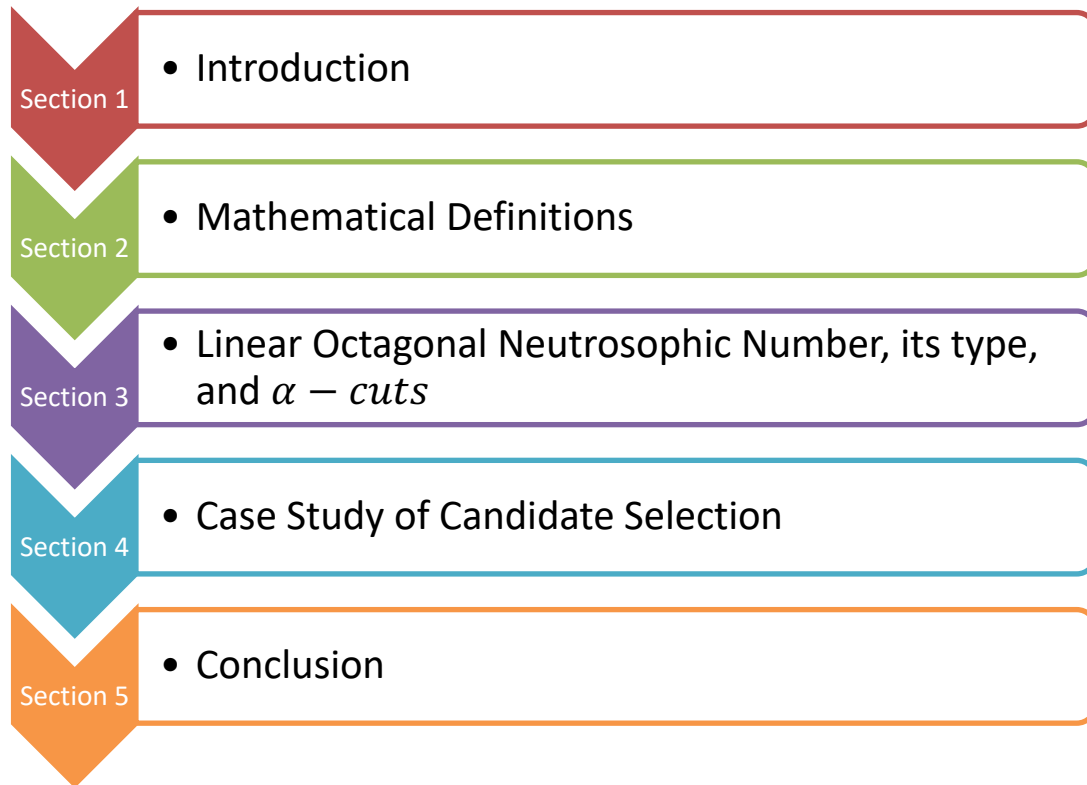 Section 1
• Introduction
Section 2
• Mathematical Definitions
Section 3
• Linear Octagonal Neutrosophic Number, its type,
and α − cuts
Section 4
• Case Study of Candidate Selection
Section 5
• Conclusion